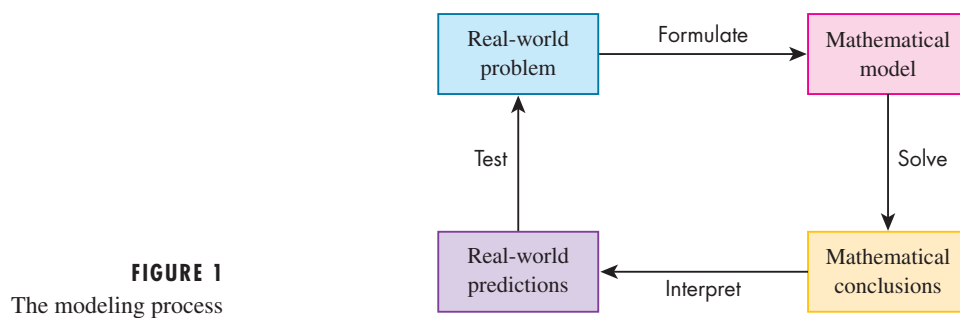 Real-world
problem
Formulate
Mathematical
model
Solve
Mathematical
conclusions
Interpret
Real-world
predictions
Test
FIGURE 1
The modeling process